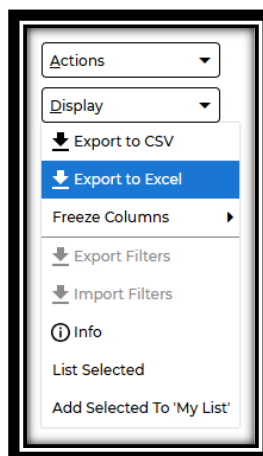 Actions
Display
Export to CSV
Export to Excel
Freeze Columns
Export Filters
Import Filters
Info
List Selected
Add Selected To 'My List'